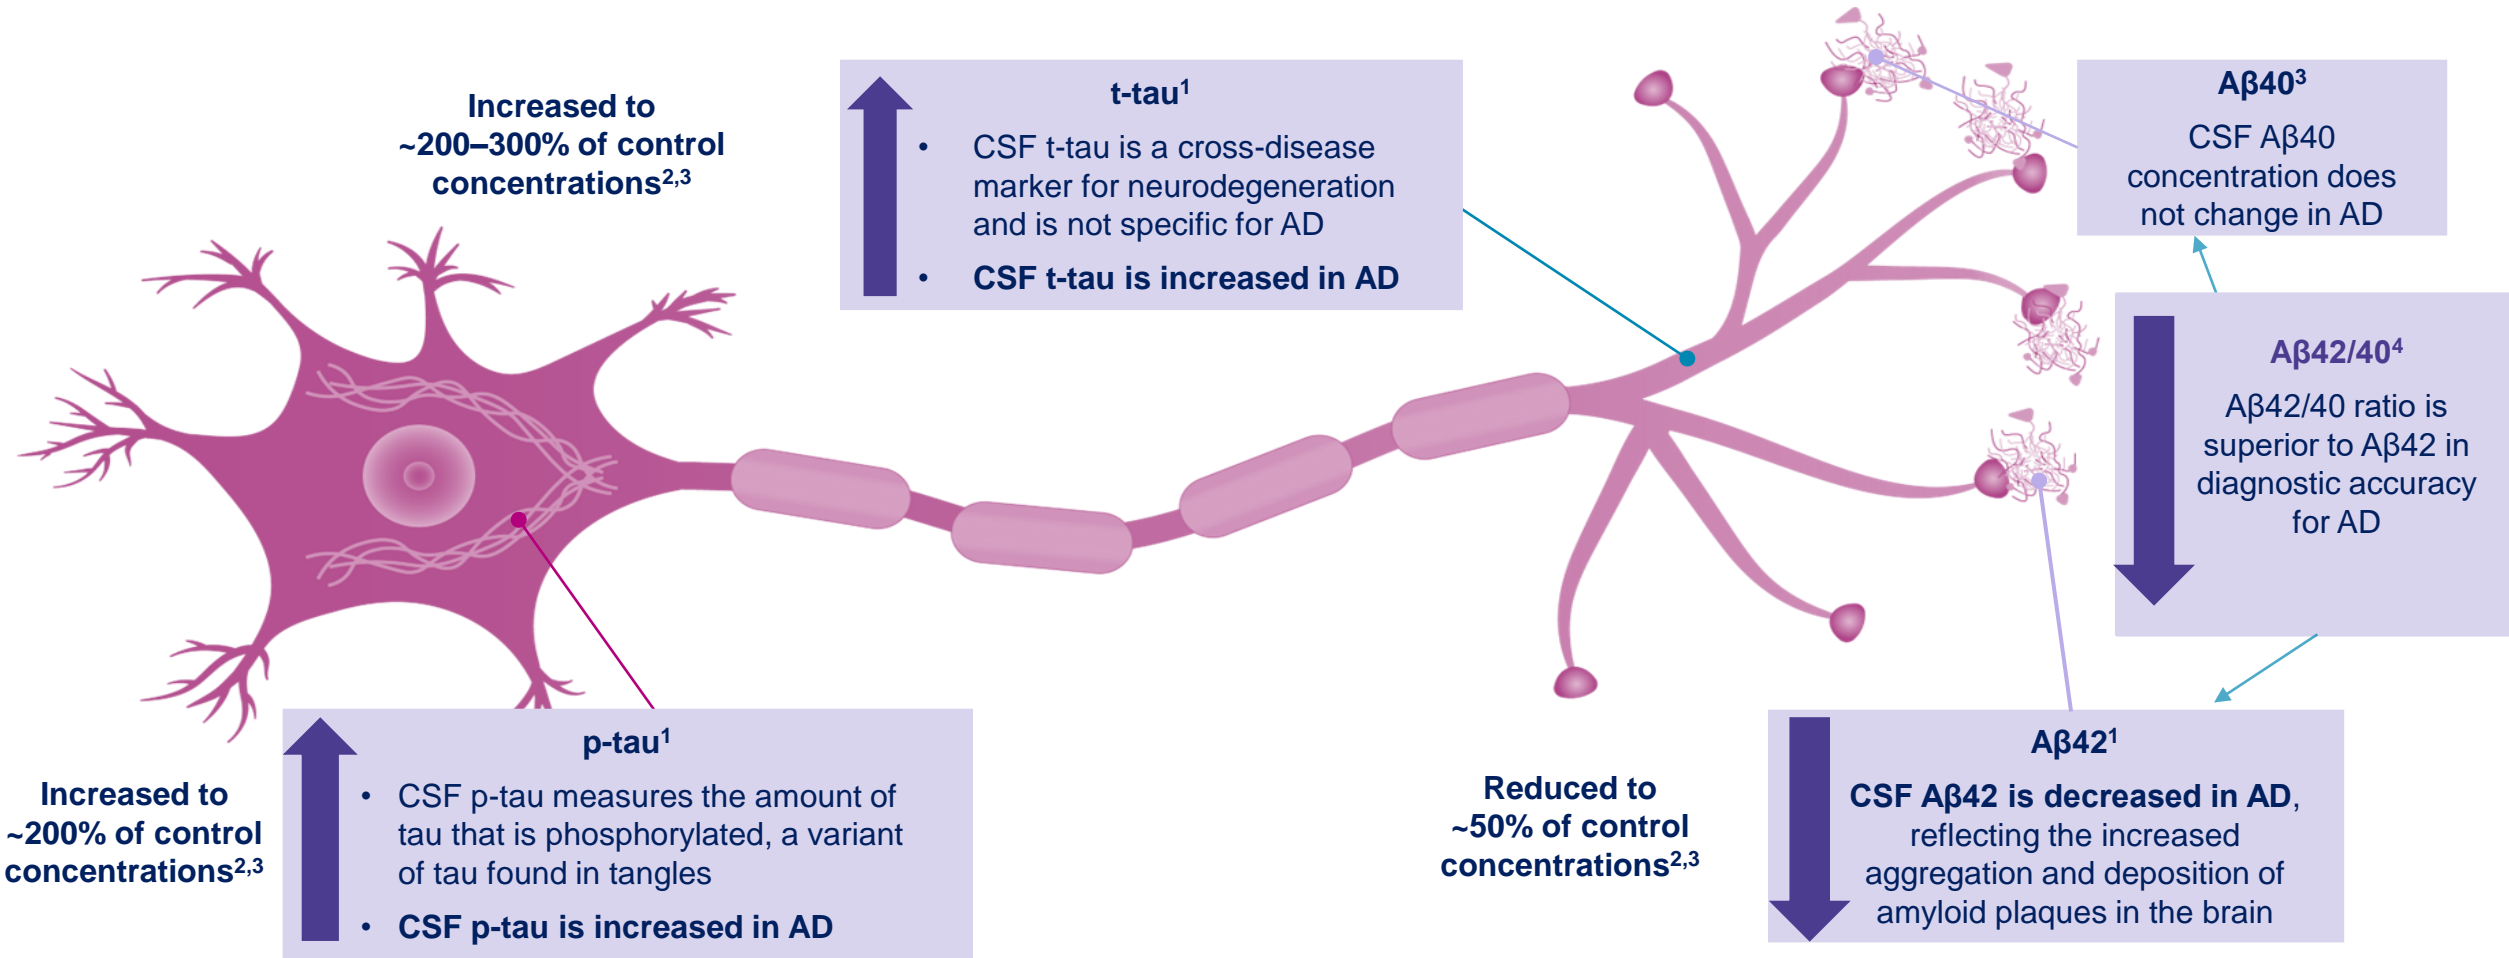 Increased to
~200–300% of control
concentrations2,3
t-tau1
• CSF t-tau is a cross-disease
marker for neurodegeneration
and is not specific for AD
• CSF t-tau is increased in AD
Aβ403
CSF Aβ40
concentration does
not change in AD
Aβ42/404
Aβ42/40 ratio is
superior to Aβ42 in
diagnostic accuracy
for AD
Increased to
~200% of control
concentrations2,3
p-tau1
• CSF p-tau measures the amount of
tau that is phosphorylated, a variant
of tau found in tangles
• CSF p-tau is increased in AD
Reduced to
~50% of control
concentrations2,3
Aβ421
CSF Aβ42 is decreased in AD,
reflecting the increased
aggregation and deposition of
amyloid plaques in the brain